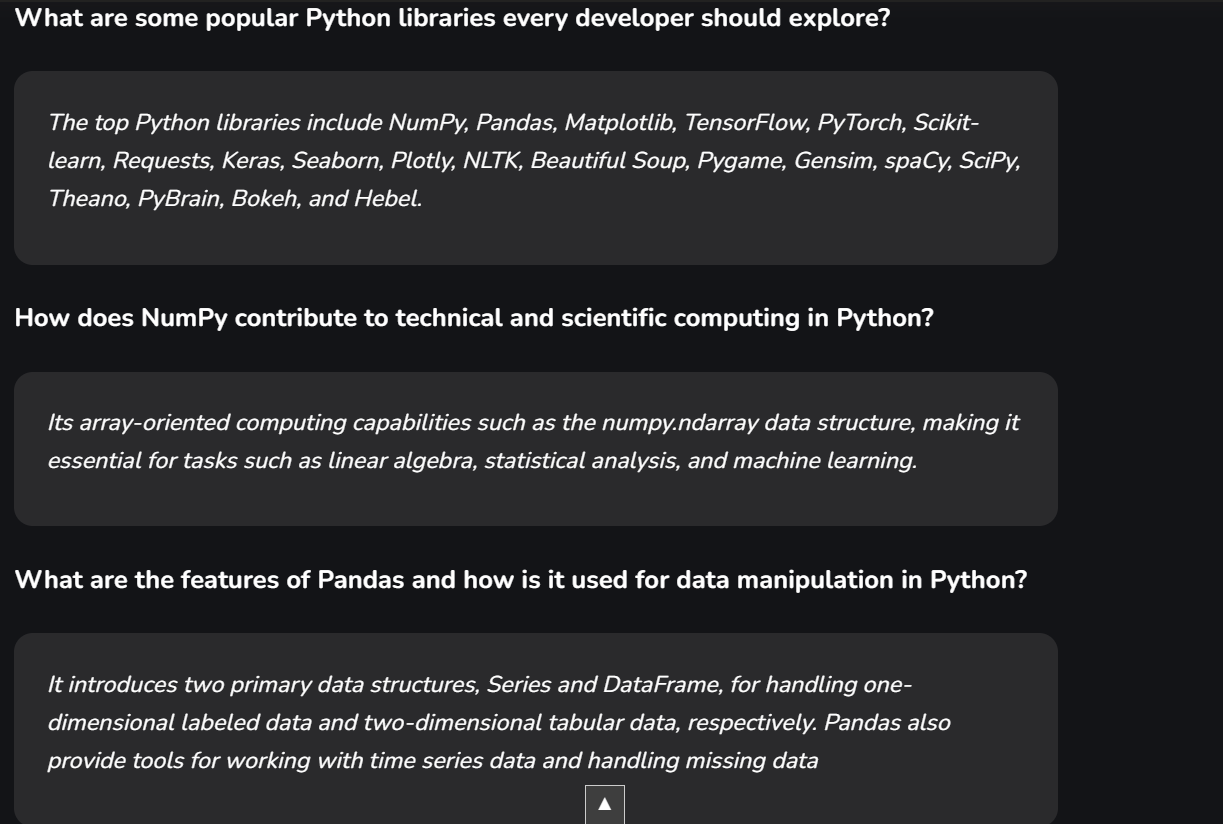 What are some popular Python libraries every developer should explore?
The top Python libraries include NumPy, Pandas, Matplotlib, TensorFlow, PyTorch, Scikit-
learn, Requests, Keras, Seaborn, Plotly, NLTK, Beautiful Soup, Pygame, Gensim, spaCy, SciPy,
Theano, PyBrain, Bokeh, and Hebel.
How does NumPy contribute to technical and scientific computing in Python?
Its array-oriented computing capabilities such as the numpy.ndarray data structure, making it
essential for tasks such as linear algebra, statistical analysis, and machine learning.
What are the features of Pandas and how is it used for data manipulation in Python?
It introduces two primary data structures, Series and DataFrame, for handling one-
dimensional labeled data and two-dimensional tabular data, respectively. Pandas also
provide tools for working with time series data and handling missing data